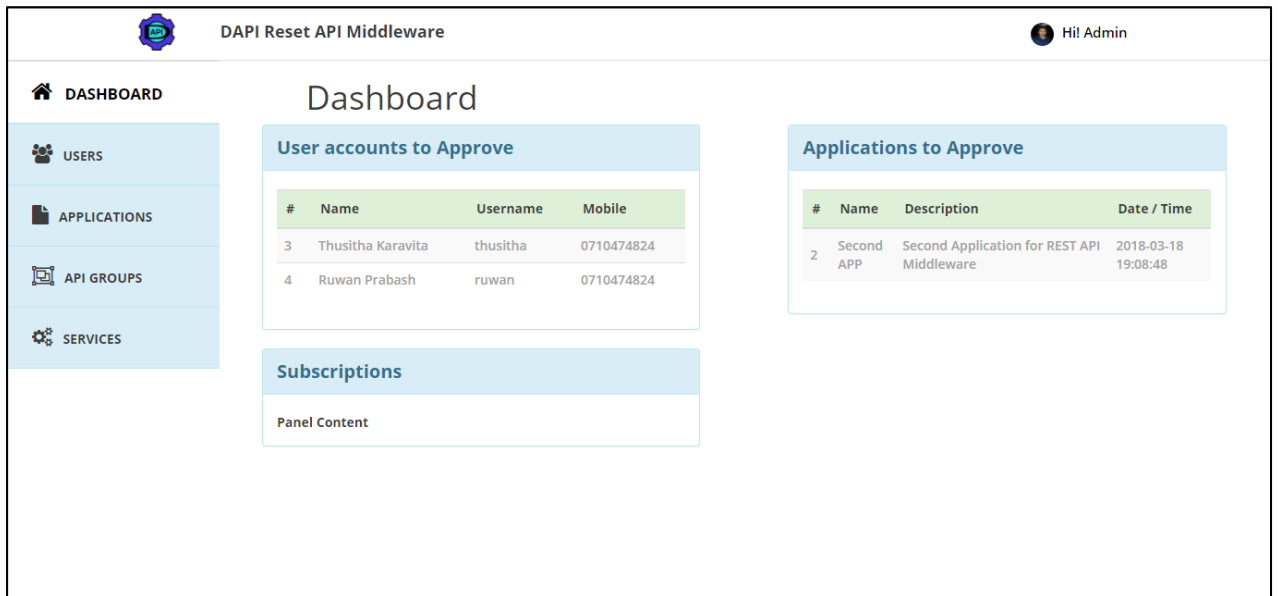 API
DAPI Reset API Middleware
Hi! Admin
DASHBOARD
USERS
APPLICATIONS
API GROUPS
SERVICES
Dashboard
User accounts to Approve
# Name Username Mobile
3 Thusitha Karavita thusitha 0710474824
4 Ruwan Prabash ruwan 0710474824
Subscriptions
Panel Content
Applications to Approve
# Name Description Date / Time
2 Second Second Application for REST API 2018-03-18
APP Middleware 19:08:48